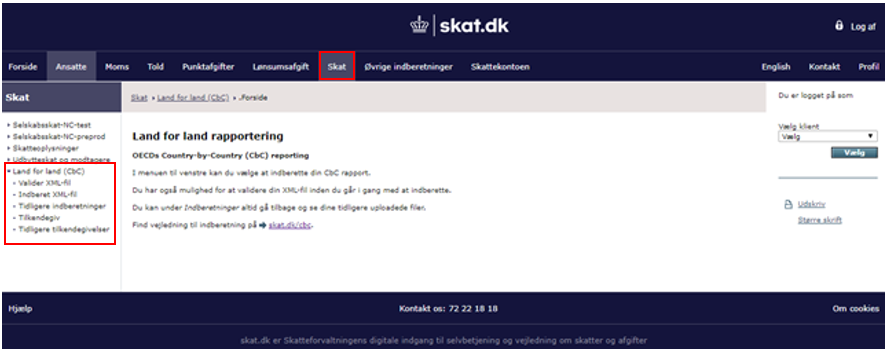 skat.dk
Log af
Forside Ansatte Moms Told Punktafgifter Lønsumsafgift Skat Øvrige indberetninger Skattekontoen English Kontakt Profil
Skat
Skat Land for land (CbC) .Forside
Du er logget på som
Selskabsskat-NC-test
Selskabsskat-NC-preprod
Skatteoplysninger
Udbytteskat og modtagere
Land for land (CbC)
- Valider XML-fil
- Indberet XML-fil
- Tidligere indberetninger
- Tilkendegiv
- Tidligere tilkendegivelser
Land for land rapportering
OECDs Country-by-Country (CbC) reporting
I menuen til venstre kan du vælge at indberette din CbC rapport.
Du har også mulighed for at validere din XML-fil inden du går i gang med at indberette.
Du kan under Indberetninger altid gå tilbage og se dine tidligere uploadede filer.
Find vejledning til indberetning på → skat.dk/cbc.
Vælg klient
Vælg
Vælg
Udskriv
Større skrift
Hjælp Kontakt os: 72 22 18 18 Om cookies
skat.dk er Skatteforvaltningens digitale indgang til selvbetjening og vejledning om skatter og afgifter